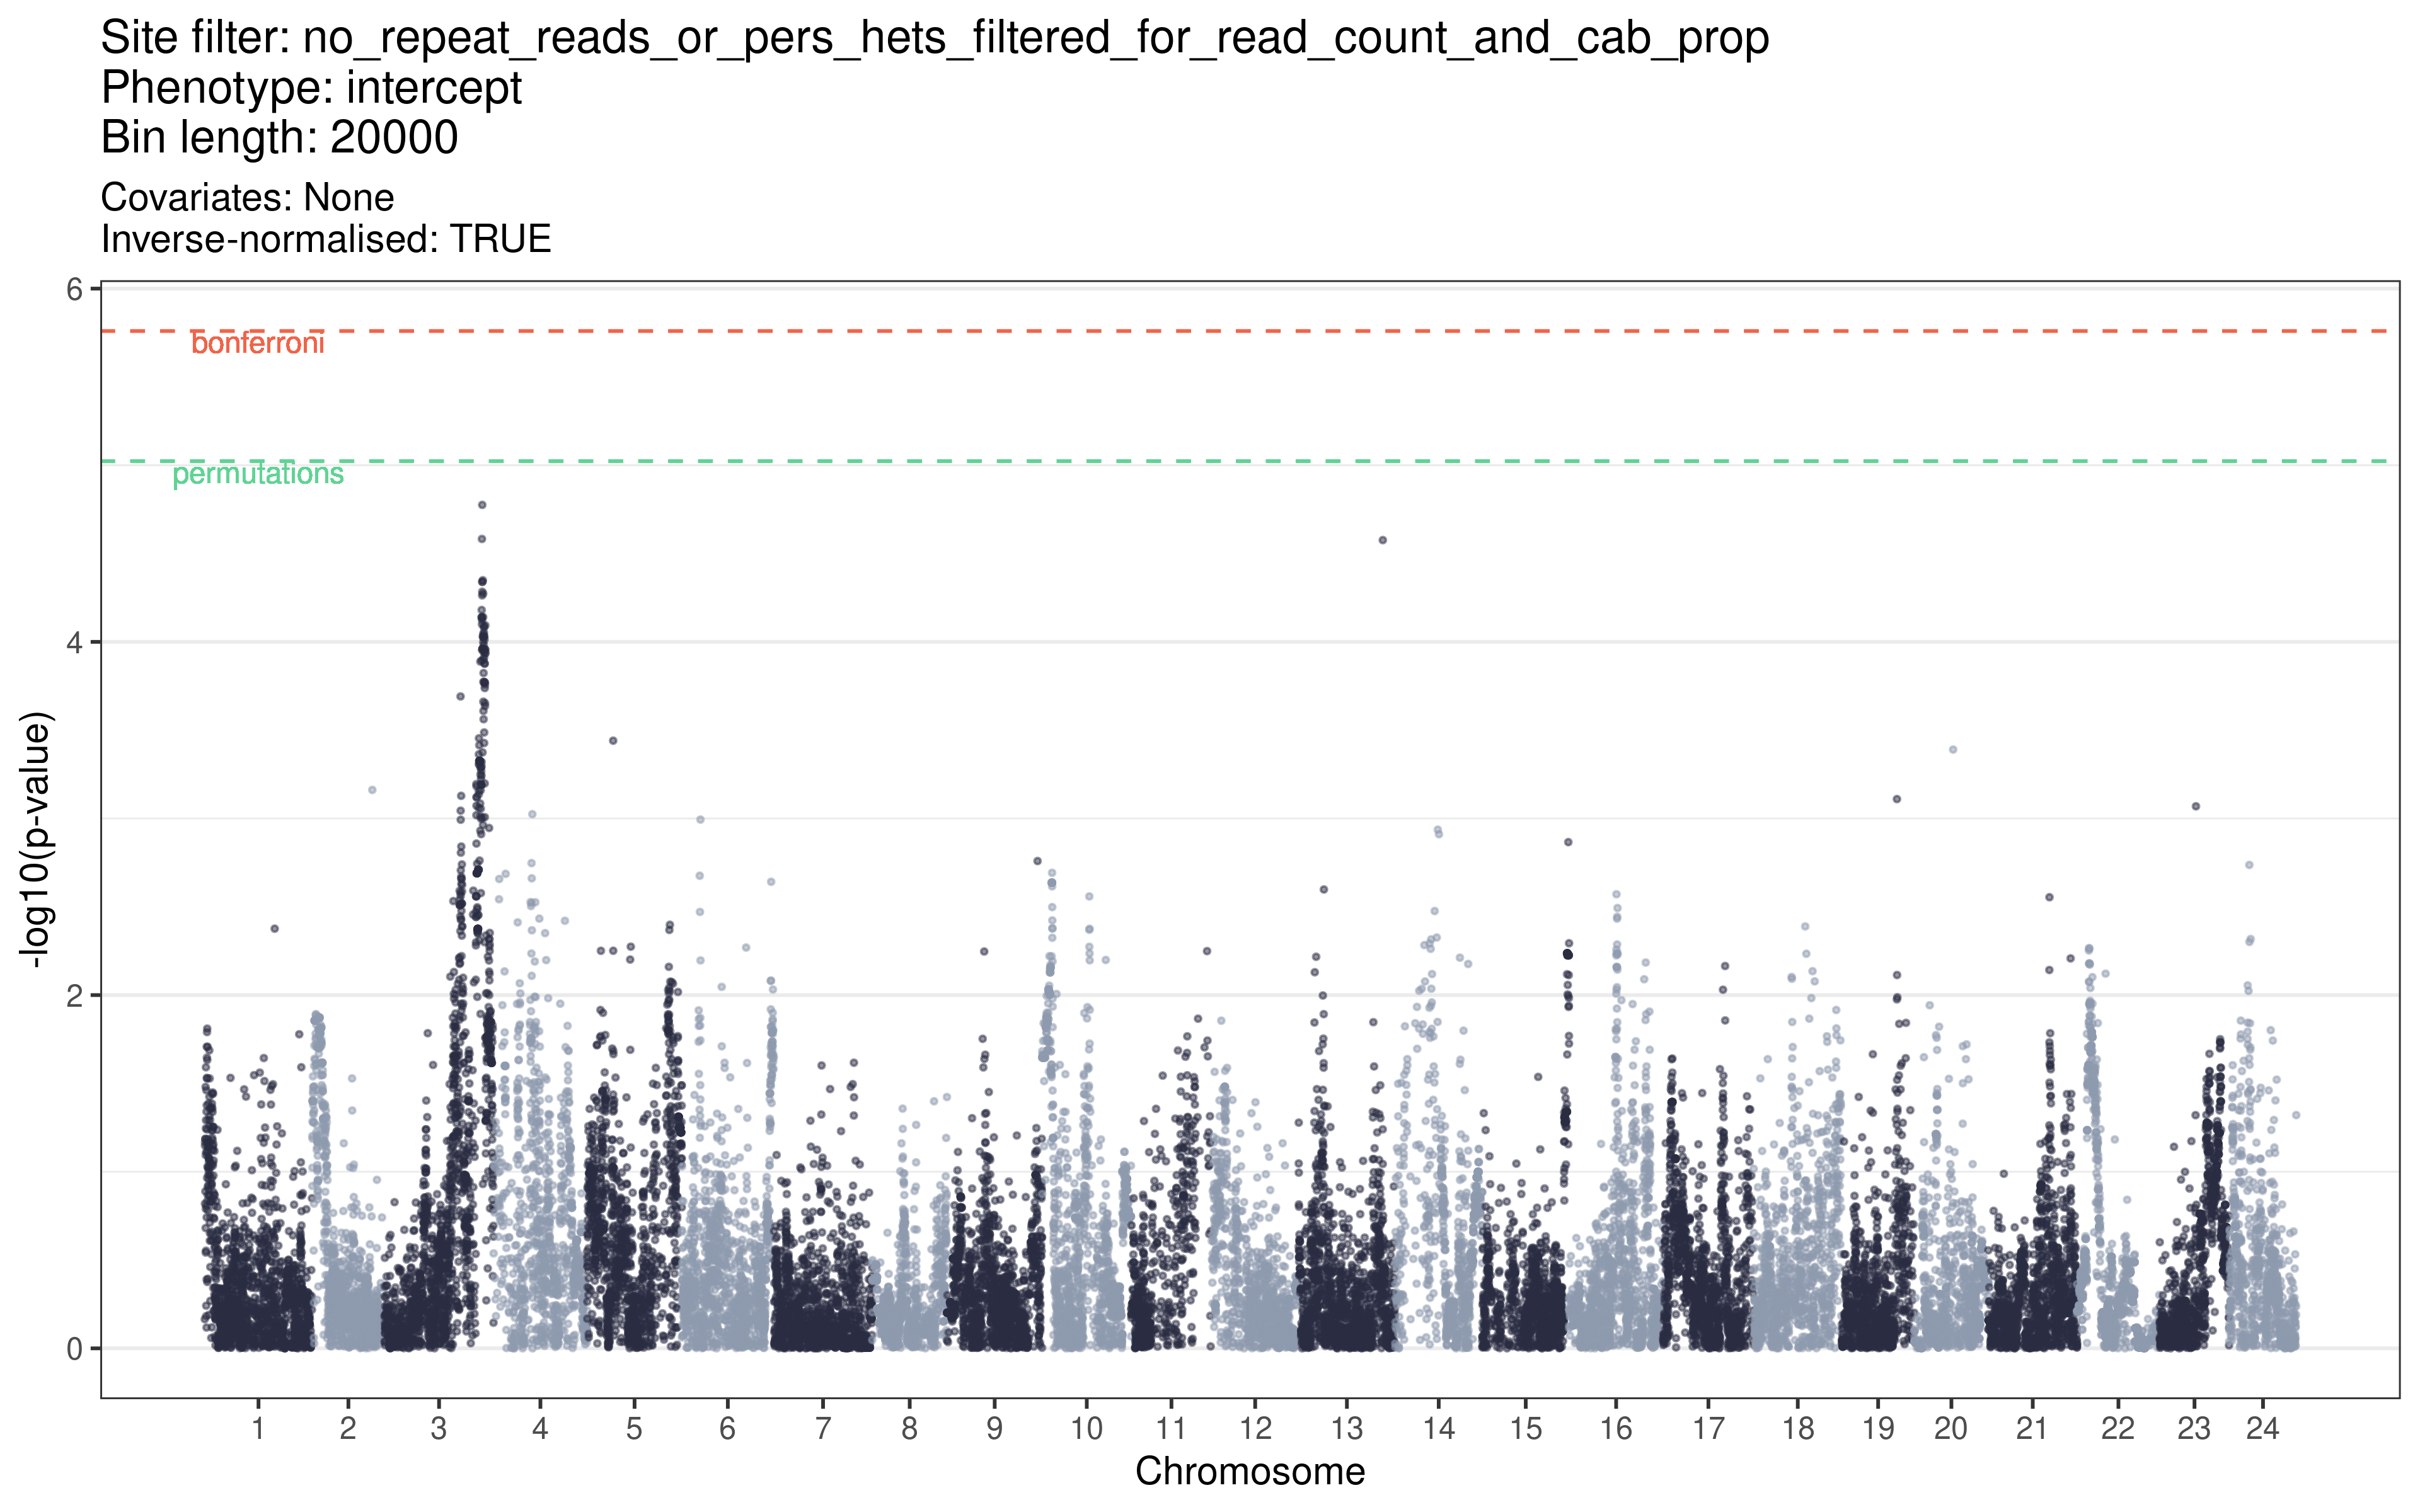 Site filter: no_repeat_reads_or_pers_hets_filtered_for_read_count_and_cab_prop
Phenotype: intercept
Bin length: 20000
Covariates: None
Inverse-normalised: TRUE
6
bonferroni
permutations
4
2
0
-log10(p-value)
1 2 3 4 5 6 7 8 9 10 11 12 13 14 15 16 17 18 19 20 21 22 23 24
Chromosome